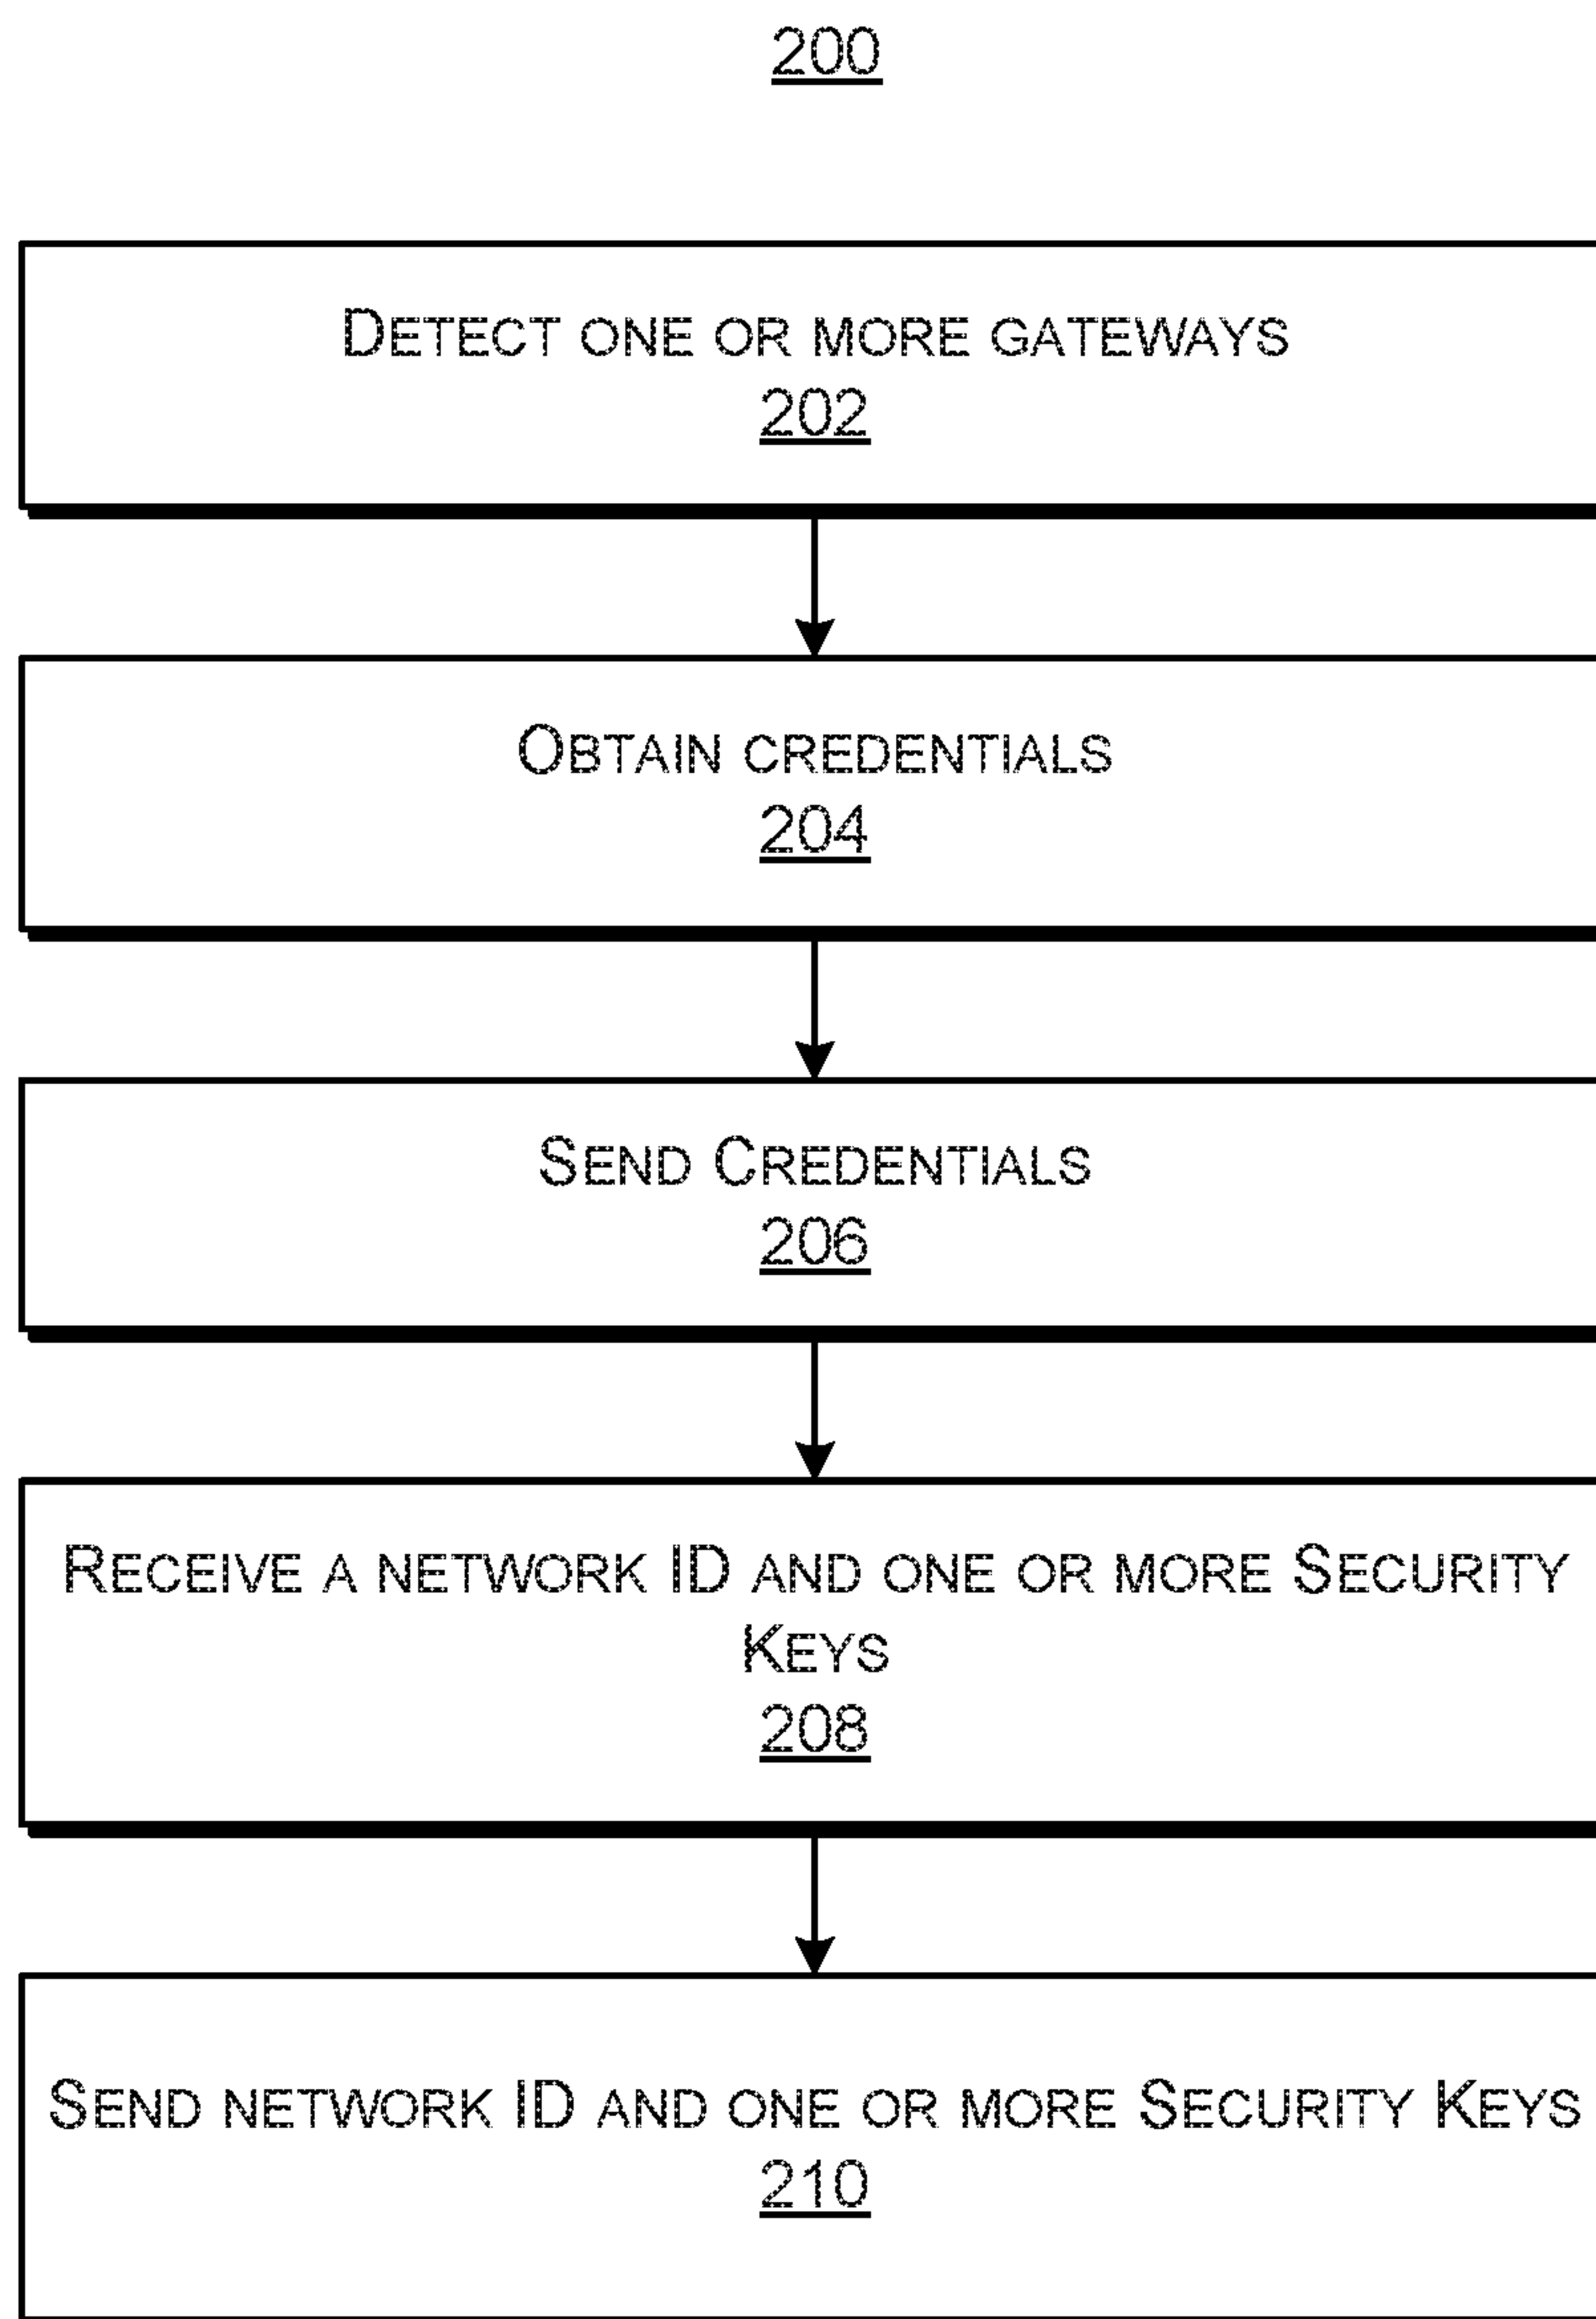 200
Detect one or more gateways
202
Obtain credentials
204
Send Credentials
206
Receive a network ID and one or more Security
Keys
208
Send network ID and one or more Security Keys
210